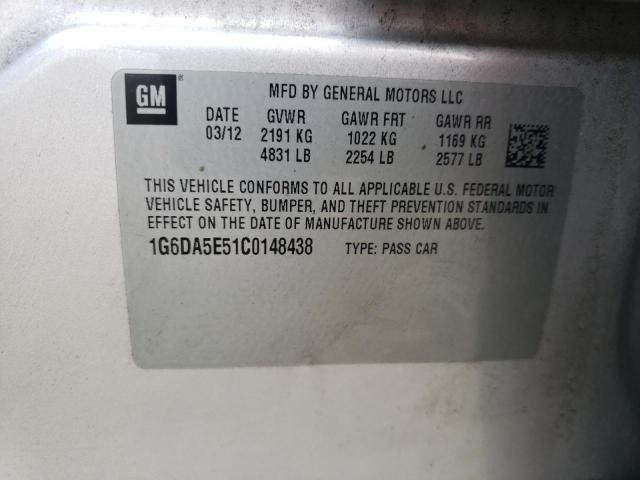 GM ®
MFD BY GENERAL MOTORS LLC
DATE GVWR GAWR FRT GAWR RR
03/12 2191 KG 1022 KG 1169 KG
4831 LB 2254 LB 2577 LB
THIS VEHICLE CONFORMS TO ALL APPLICABLE U.S. FEDERAL MOTOR
VEHICLE SAFETY, BUMPER, AND THEFT PREVENTION STANDARDS IN
EFFECT ON THE DATE OF MANUFACTURE SHOWN ABOVE.
1G6DA5E51C0148438 TYPE: PASS CAR